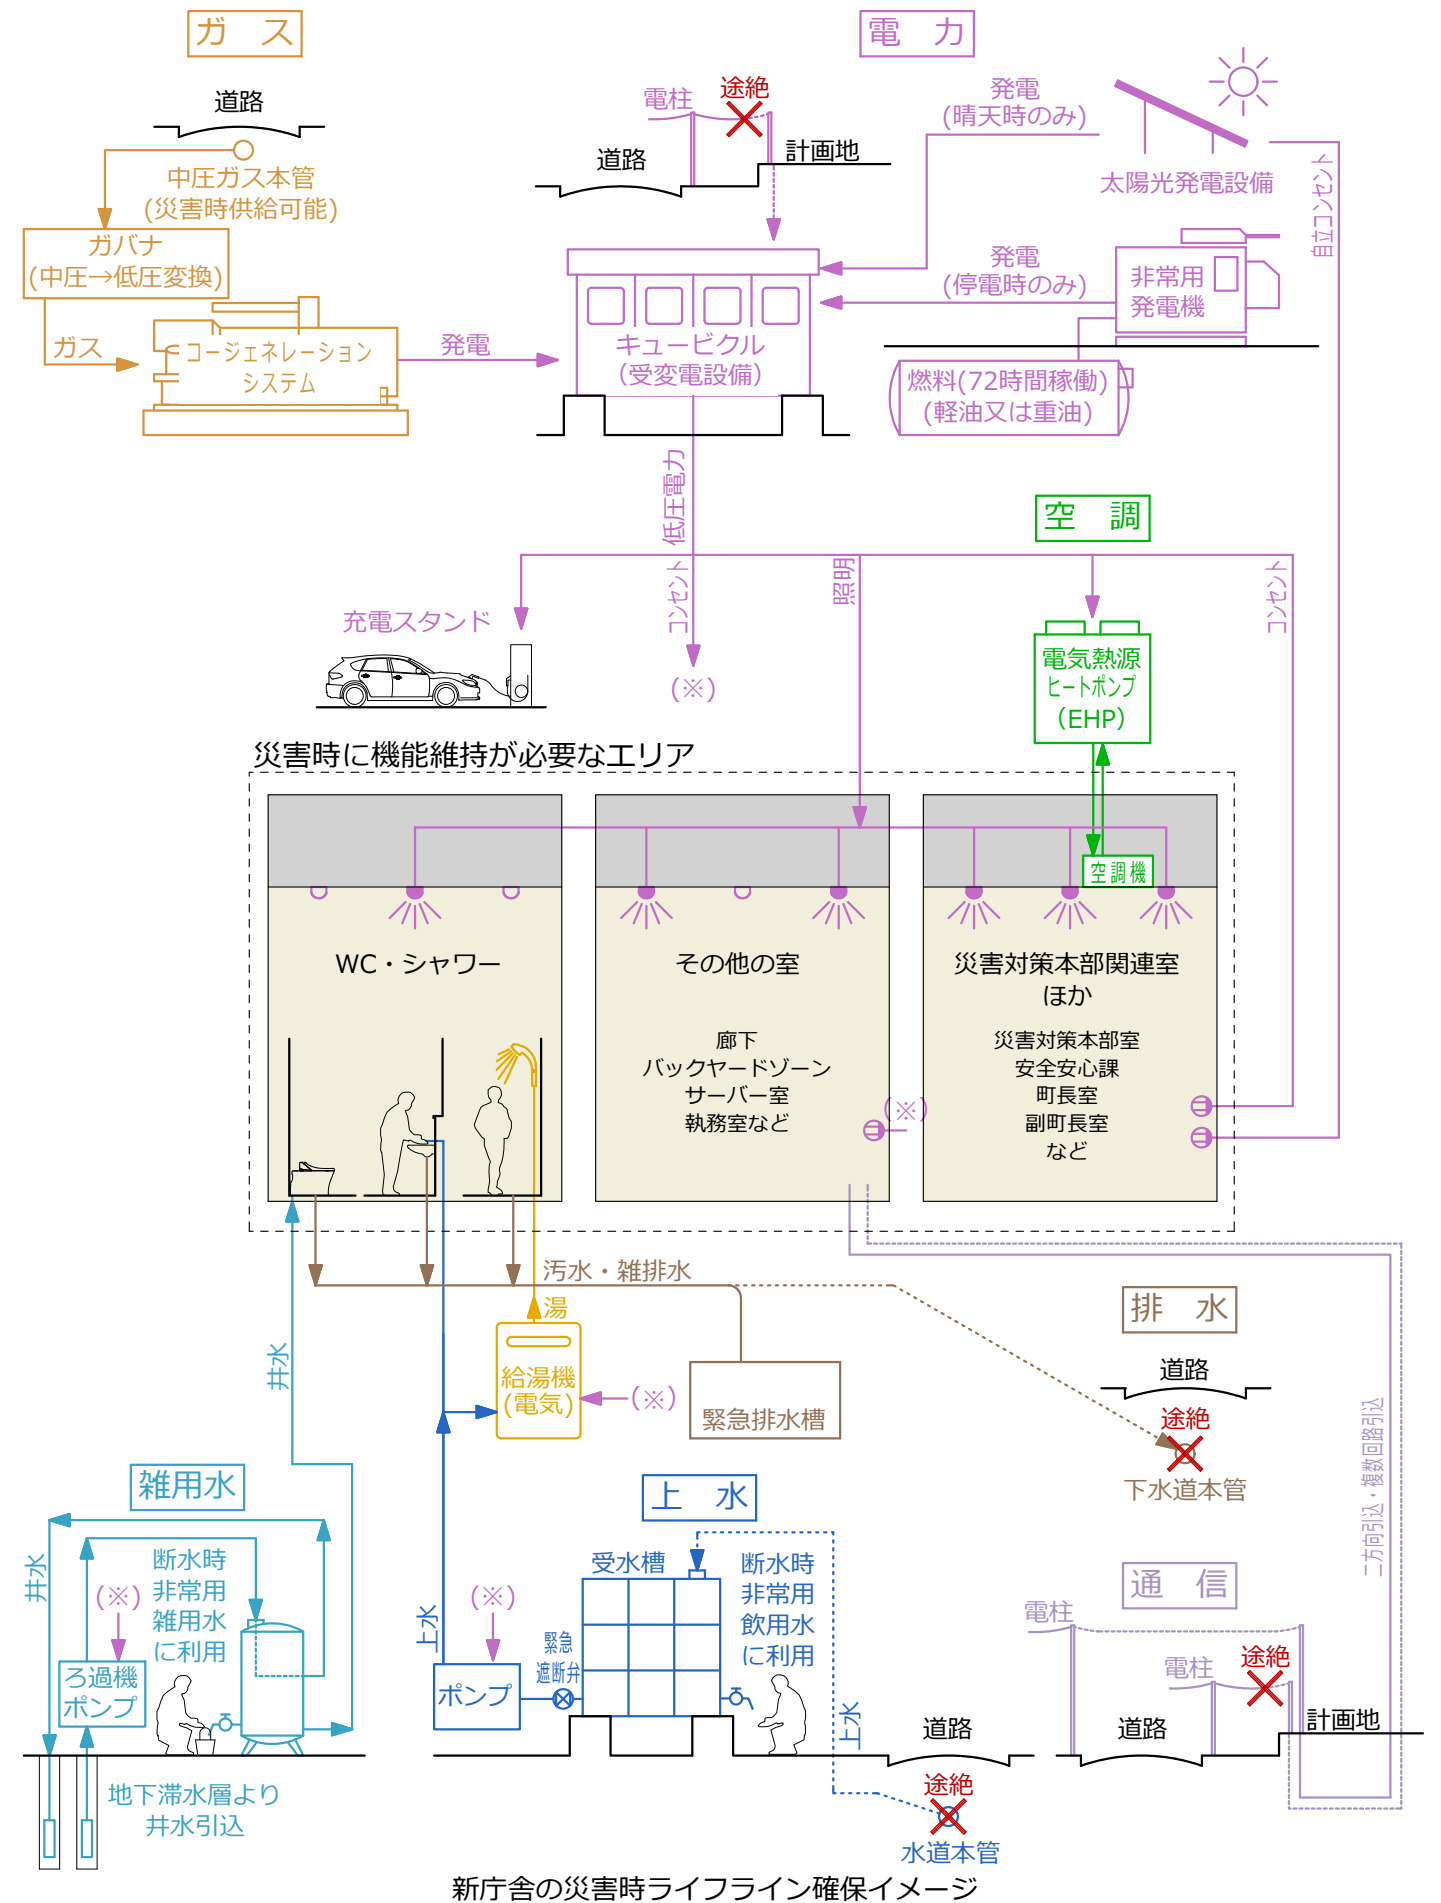 ガ　ス
道路
中圧ガス本管
(災害時供給可能)
ガバナ
(中圧→低圧変換)
ガス
コージェネレーション
システム
発電
電　力
電柱
途絶
道路
計画地
発電
(晴天時のみ)
太陽光発電設備
自立コンセント
発電
(停電時のみ)
非常用
発電機
燃料(72時間稼働)
(軽油又は重油)
キュービクル
（受変電設備）
低圧電力
コンセント
(※)
照明
コンセント
充電スタンド
空　調
電気熱源
ヒートポンプ
（EHP）
空調機
災害時に機能維持が必要なエリア
WC・シャワー
その他の室
廊下
バックヤードゾーン
サーバー室
執務室など
(※)
災害対策本部関連室
ほか
災害対策本部室
安全安心課
町長室
副町長室
など
汚水・雑排水
湯
給湯機
(電気)
(※)
緊急排水槽
排　水
道路
途絶
下水道本管
井水
雑用水
井水
(※)
断水時
非常用
雑用水
に利用
ろ過機
ポンプ
地下滞水層より
井水引込
上　水
受水槽
断水時
非常用
飲用水
に利用
上水
(※)
緊急
遮断弁
ポンプ
上水
道路
途絶
水道本管
二方向引込・複数回路引込
通　信
電柱
電柱
途絶
道路
計画地
新庁舎の災害時ライフライン確保イメージ